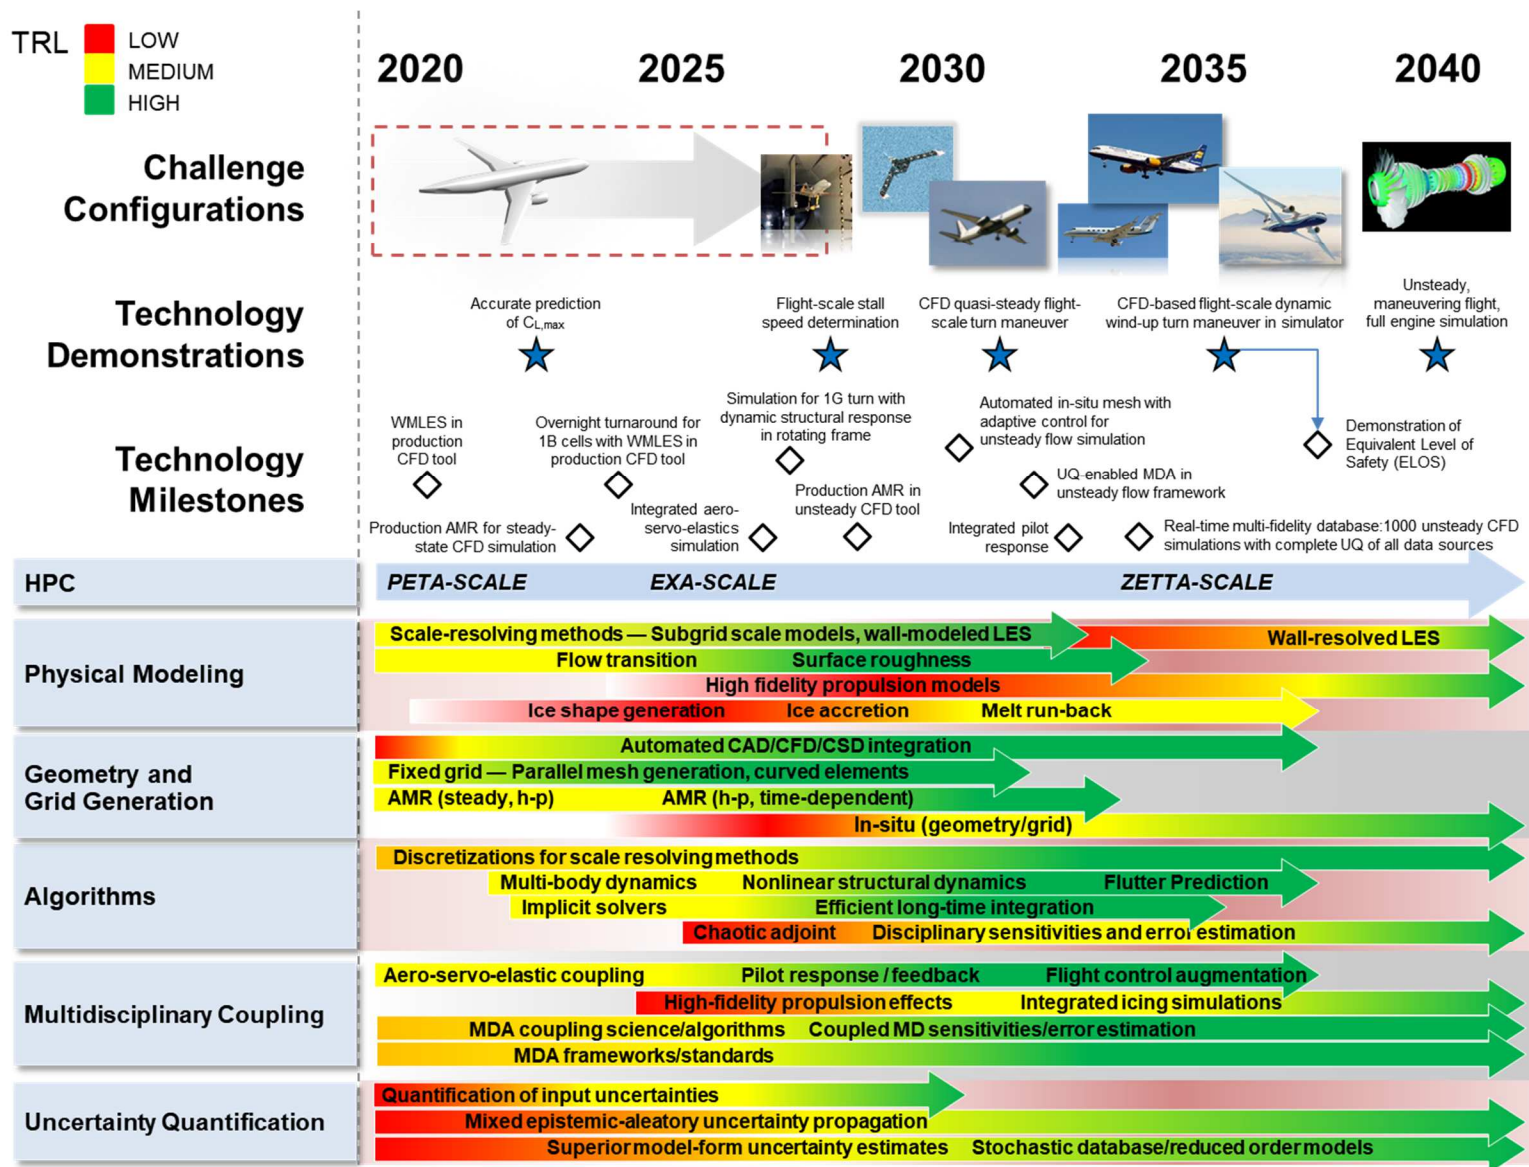 TRL
LOW
MEDIUM
HIGH
2020
2025
2030
2035
2040
Challenge
Configurations
Technology
Demonstrations
Accurate prediction
of CL,max
Flight-scale stall
speed determination
CFD quasi-steady flight-
scale turn maneuver
CFD-based flight-scale dynamic
wind-up turn maneuver in simulator
Unsteady,
maneuvering flight,
full engine simulation
Technology
Milestones
WMLES in
production
CFD tool
Production AMR for steady-
state CFD simulation
Overnight turnaround for
1B cells with WMLES in
production CFD tool
Integrated aero-
servo-elastics
simulation
Simulation for 1G turn with
dynamic structural response
in rotating frame
Production AMR in
unsteady CFD tool
Automated in-situ mesh with
adaptive control for
unsteady flow simulation
UQ-enabled MDA in
unsteady flow framework
Integrated pilot
response
Real-time multi-fidelity database:1000 unsteady CFD
simulations with complete UQ of all data sources
Demonstration of
Equivalent Level of
Safety (ELOS)
HPC
PETA-SCALE
EXA-SCALE
ZETTA-SCALE
Physical Modeling
Scale-resolving methods — Subgrid scale models, wall-modeled LES
Wall-resolved LES
Flow transition
Surface roughness
High fidelity propulsion models
Ice shape generation
Ice accretion
Melt run-back
Geometry and
Grid Generation
Automated CAD/CFD/CSD integration
Fixed grid — Parallel mesh generation, curved elements
AMR (steady, h-p)
AMR (h-p, time-dependent)
In-situ (geometry/grid)
Algorithms
Discretizations for scale resolving methods
Multi-body dynamics
Nonlinear structural dynamics
Flutter Prediction
Implicit solvers
Efficient long-time integration
Chaotic adjoint
Disciplinary sensitivities and error estimation
Multidisciplinary Coupling
Aero-servo-elastic coupling
Pilot response / feedback
Flight control augmentation
High-fidelity propulsion effects
Integrated icing simulations
MDA coupling science/algorithms
Coupled MD sensitivities/error estimation
MDA frameworks/standards
Uncertainty Quantification
Quantification of input uncertainties
Mixed epistemic-aleatory uncertainty propagation
Superior model-form uncertainty estimates
Stochastic database/reduced order models